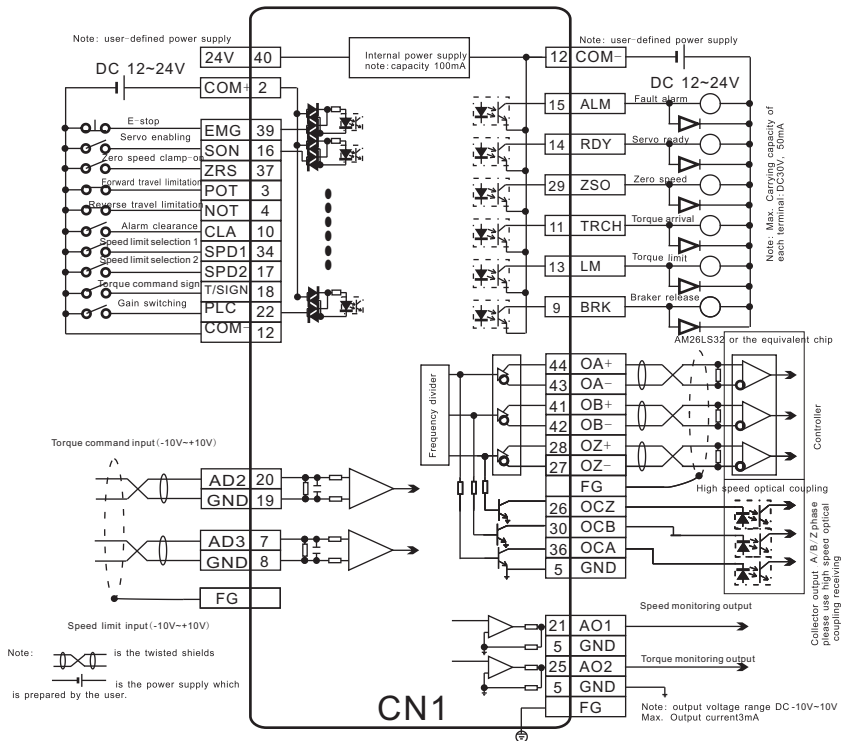 Note: user-defined power supply
24V 40
DC 12~24V
COM+ 2
E-stop
EMG 39
Servo enabling
SON 16
Zero speed clamp-on
ZRS 37
Forward travel limitation
POT 3
Reverse travel limitation
NOT 4
Alarm clearance
CLA 10
Speed limit selection 1
SPD1 34
Speed limit selection 2
SPD2 17
Torque command sign
T/SIGN 18
Gain switching
PLC 22
COM- 12
Internal power supply
note: capacity 100mA
Note: user-defined power supply
12 COM-
DC 12~24V
15 ALM Fault alarm
14 RDY Servo ready
29 ZSO Zero speed
11 TRCH Torque arrival
13 LM Torque limit
9 BRK Braker release
Note: Max. Carrying capacity of
each terminal: DC30V, 50mA
AM26LS32 or the equivalent chip
Frequency divider
44 OA+
43 OA-
41 OB+
42 OB-
28 OZ+
27 OZ-
FG
Controller
High speed optical coupling
26 OCZ
30 OCB
36 OCA
5 GND
Collector output A/B/Z phase
please use high speed optical
coupling receiving
Torque command input(-10V~+10V)
AD2 20
GND 19
AD3 7
GND 8
FG
Speed limit input(-10V~+10V)
Speed monitoring output
21 AO1
5 GND
Torque monitoring output
25 AO2
5 GND
FG
Note: output voltage range DC-10V~10V
Max. Output current3mA
Note:
is the twisted shields
is the power supply which
is prepared by the user.
CN1